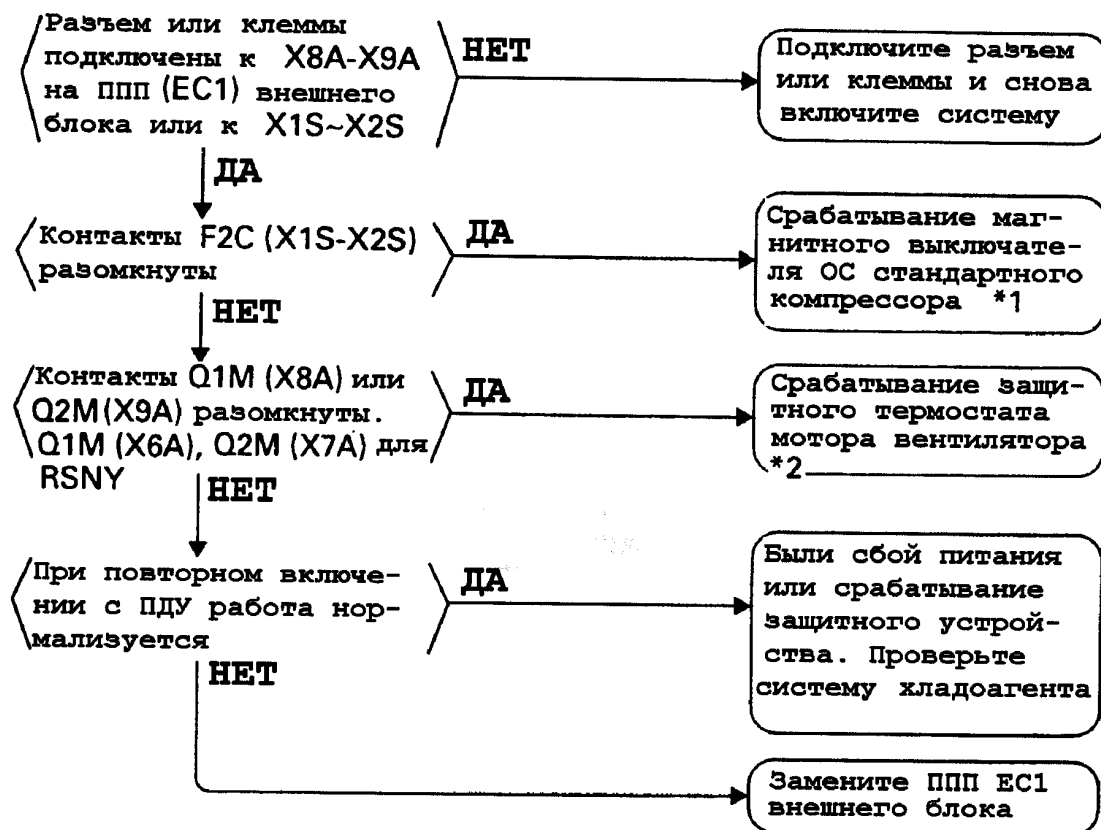 Разъем или клеммы
подключены к X8A-X9A
на ППП (EC1) внешнего
блока или к X1S~X2S
НЕТ
Подключите разъем
или клеммы и снова
включите систему
ДА
Контакты F2C (X1S-X2S)
разомкнуты
ДА
Срабатывание маг-
нитного выключате-
ля ОС стандартного
компрессора *1
НЕТ
Контакты Q1M (X8A) или
Q2M (X9A) разомкнуты.
Q1M (X6A), Q2M (X7A) для
RSNY
ДА
Срабатывание защи-
тного термостата
мотора вентилятора
*2
НЕТ
При повторном включе-
нии с ПДУ работа нор-
мализуется
ДА
Были сбой питания
или срабатывание
защитного устрой-
ства. Проверьте
систему хладоагента
НЕТ
Замените ППП EC1
внешнего блока